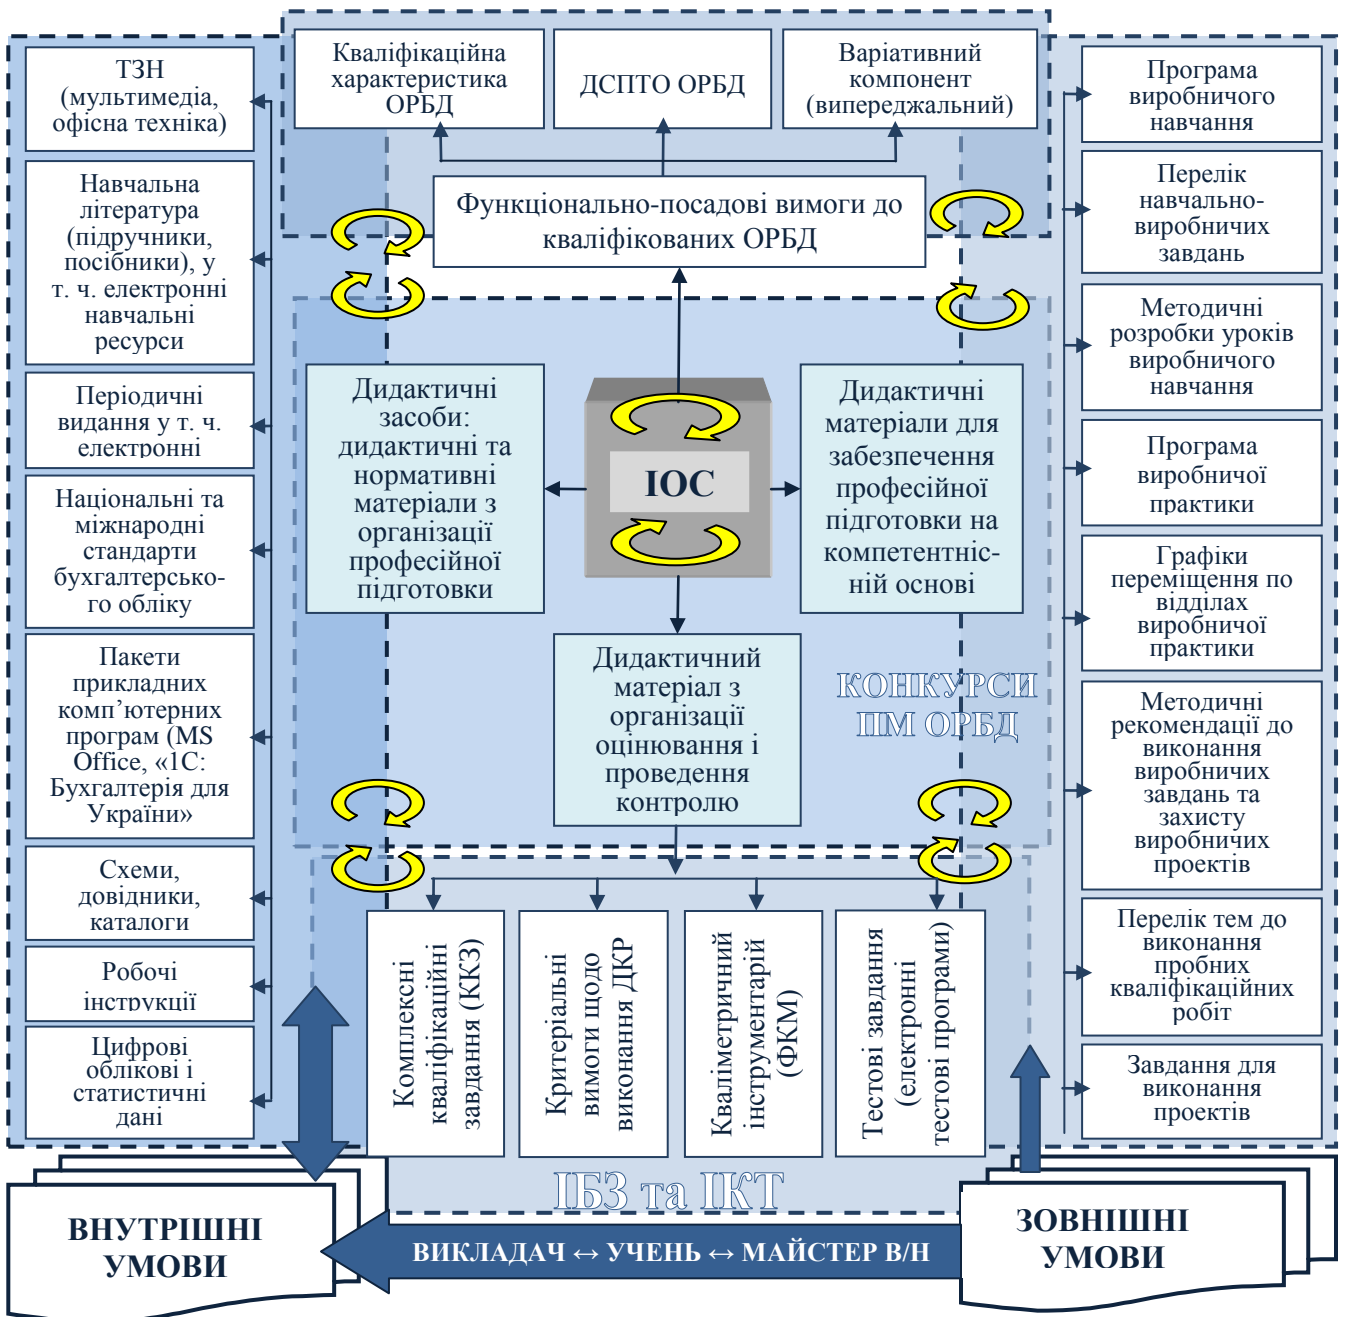 ТЗН
(мультимедіа,
офісна техніка)
Навчальна
література
(підручники,
посібники), у
т. ч. електронні
навчальні
ресурси
Періодичні
видання у т. ч.
електронні
Національні та
міжнародні
стандарти
бухгалтерсько-
го обліку
Пакети
прикладних
комп’ютерних
програм (MS
Office, «1С:
Бухгалтерія для
України»
Схеми,
довідники,
каталоги
Робочі
інструкції
Цифрові
облікові і
статистичні
дані
Кваліфікаційна
характеристика
ОРБД
ДСПТО ОРБД
Варіативний
компонент
(випереджальний)
Функціонально-посадові вимоги до
кваліфікованих ОРБД
Дидактичні
засоби:
дидактичні та
нормативні
матеріали з
організації
професійної
підготовки
ІОС
Дидактичні
матеріали для
забезпечення
професійної
підготовки на
компетентніс-
ній основі
Дидактичний
матеріал з
організації
оцінювання і
проведення
контролю
КОНКУРСИ
ПМ ОРБД
Комплексні
кваліфікаційні
завдання (ККЗ)
Критеріальні
вимоги щодо
виконання ДКР
Кваліметричний
інструментарій
(ФКМ)
Тестові завдання
(електронні
тестові програми)
Програма
виробничого
навчання
Перелік
навчально-
виробничих
завдань
Методичні
розробки уроків
виробничого
навчання
Програма
виробничої
практики
Графіки
переміщення по
відділах
виробничої
практики
Методичні
рекомендації до
виконання
виробничих
завдань та
захисту
виробничих
проектів
Перелік тем до
виконання
пробних
кваліфікаційних
робіт
Завдання для
виконання
проектів
ІБЗ та ІКТ
ВНУТРІШНІ
УМОВИ
ВИКЛАДАЧ ↔ УЧЕНЬ ↔ МАЙСТЕР В/Н
ЗОВНІШНІ
УМОВИ